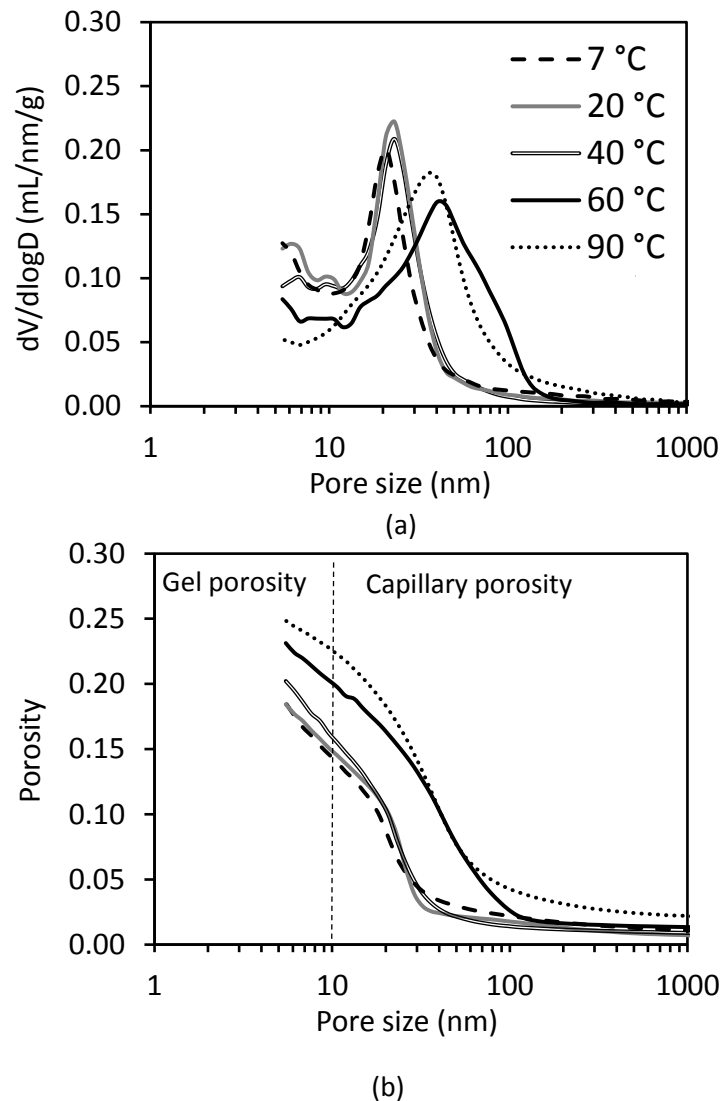 0.30
0.25
0.20
0.15
0.10
0.05
0.00
dV/dlogD (mL/nm/g)
7 °C
20 °C
40 °C
60 °C
90 °C
1 10 100 1000
Pore size (nm)
(a)
0.30
0.25
0.20
0.15
0.10
0.05
0.00
Porosity
Gel porosity Capillary porosity
1 10 100 1000
Pore size (nm)
(b)